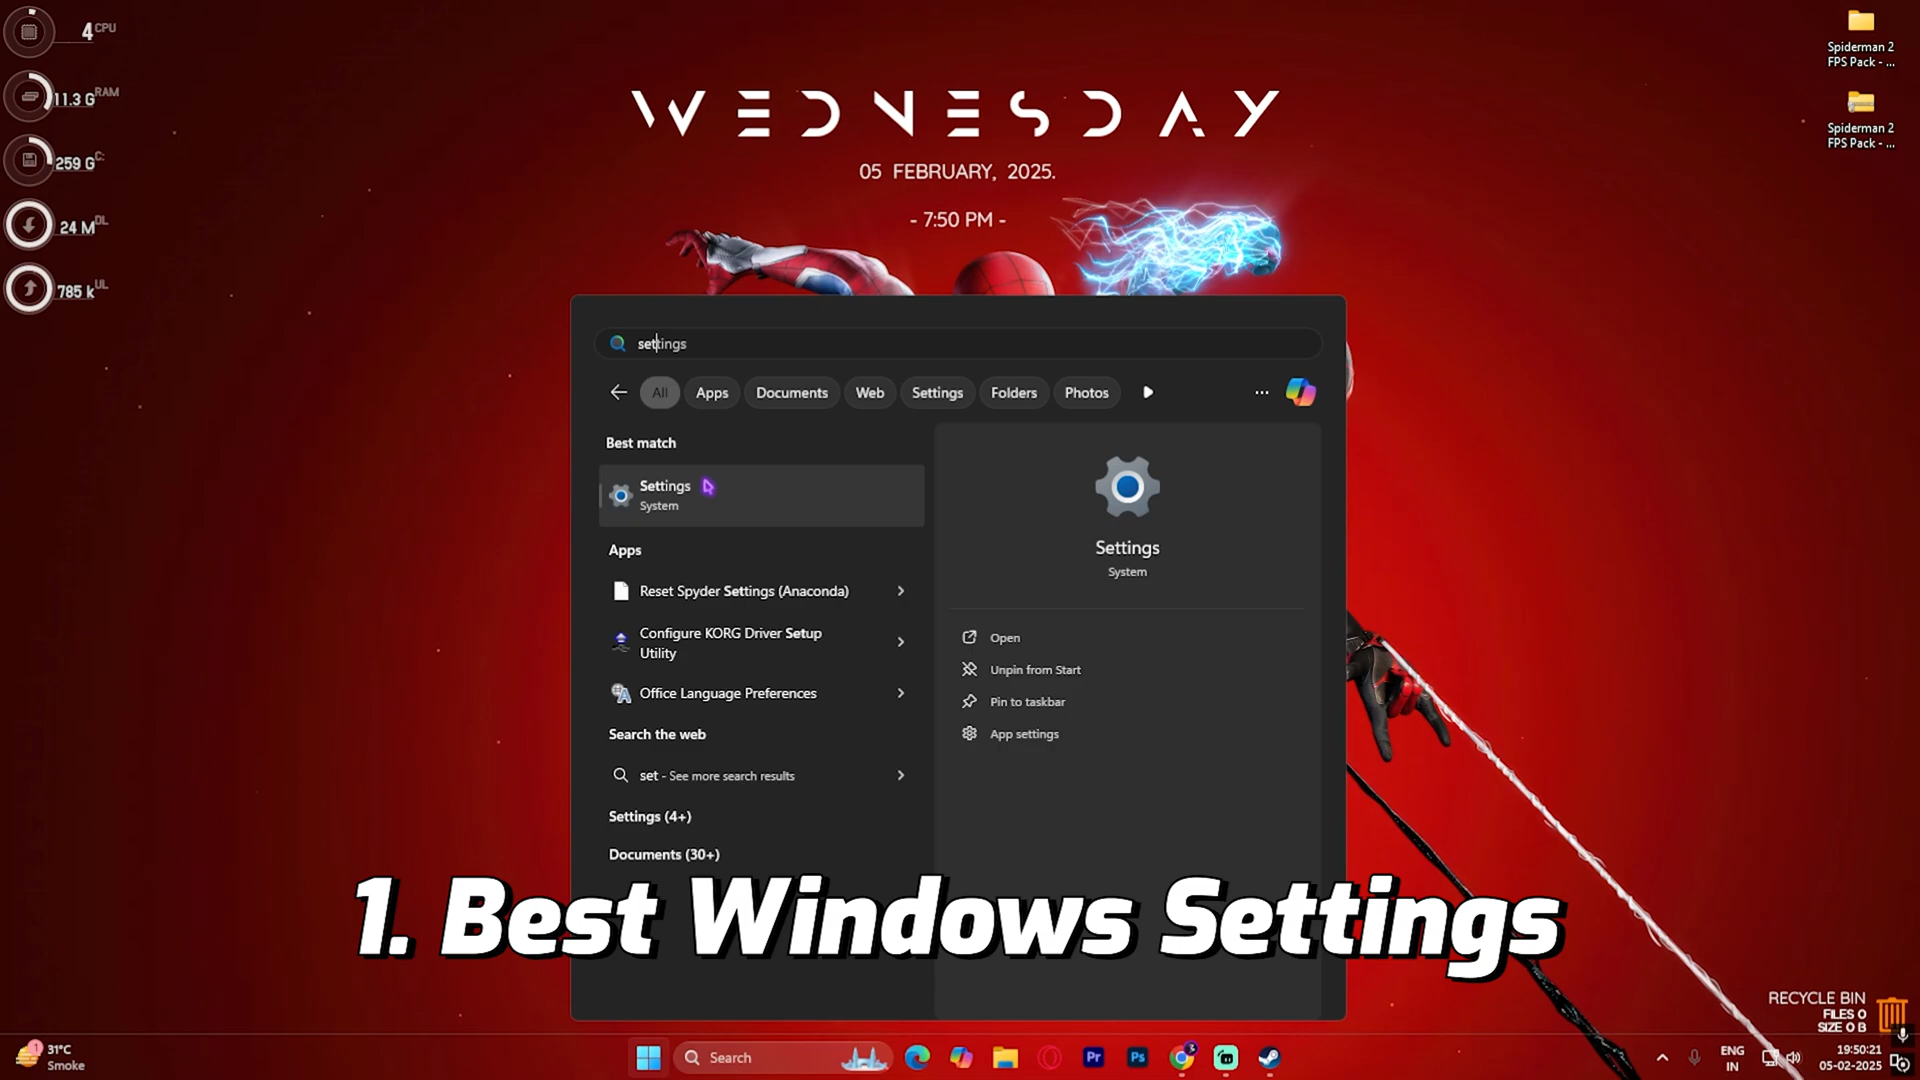 4 CPU
11.3 G RAM
259 G C:
24 M DL
785 k UL
WEDNESDAY
05 FEBRUARY, 2025.
- 7:50 PM -
Spiderman 2
FPS Pack - ...
Spiderman 2
FPS Pack - ...
settings
All Apps Documents Web Settings Folders Photos ...
Best match
Settings
System
Apps
Reset Spyder Settings (Anaconda)
Configure KORG Driver Setup
Utility
Office Language Preferences
Search the web
set - See more search results
Settings (4+)
Documents (30+)
Settings
System
Open
Unpin from Start
Pin to taskbar
App settings
1. Best Windows Settings
RECYCLE BIN
FILES 0
SIZE 0 B
1
31°C
Smoke
Search
Pr
Ps
3
ENG
IN
19:50:21
05-02-2025